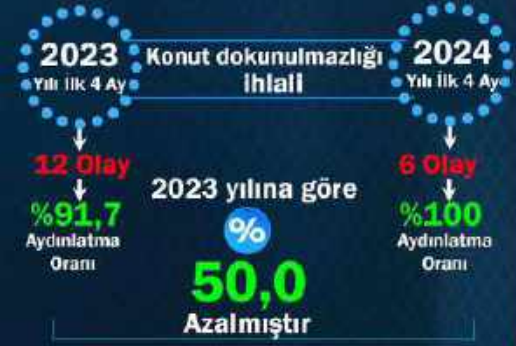 2023
Yılı İlk 4 Ay
Konut dokunulmazlığı
ihlali
2024
Yılı İlk 4 Ay
12 Olay
%91,7
Aydınlatma
Oranı
2023 yılına göre
%
50,0
Azalmıştır
6 Olay
%100
Aydınlatma
Oranı